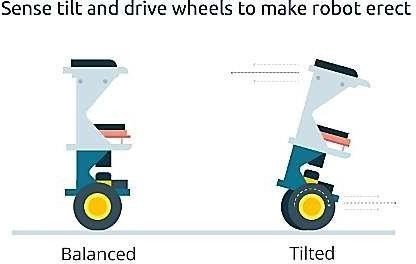 Sense tilt and drive wheels to make robot erect
Balanced
Tilted